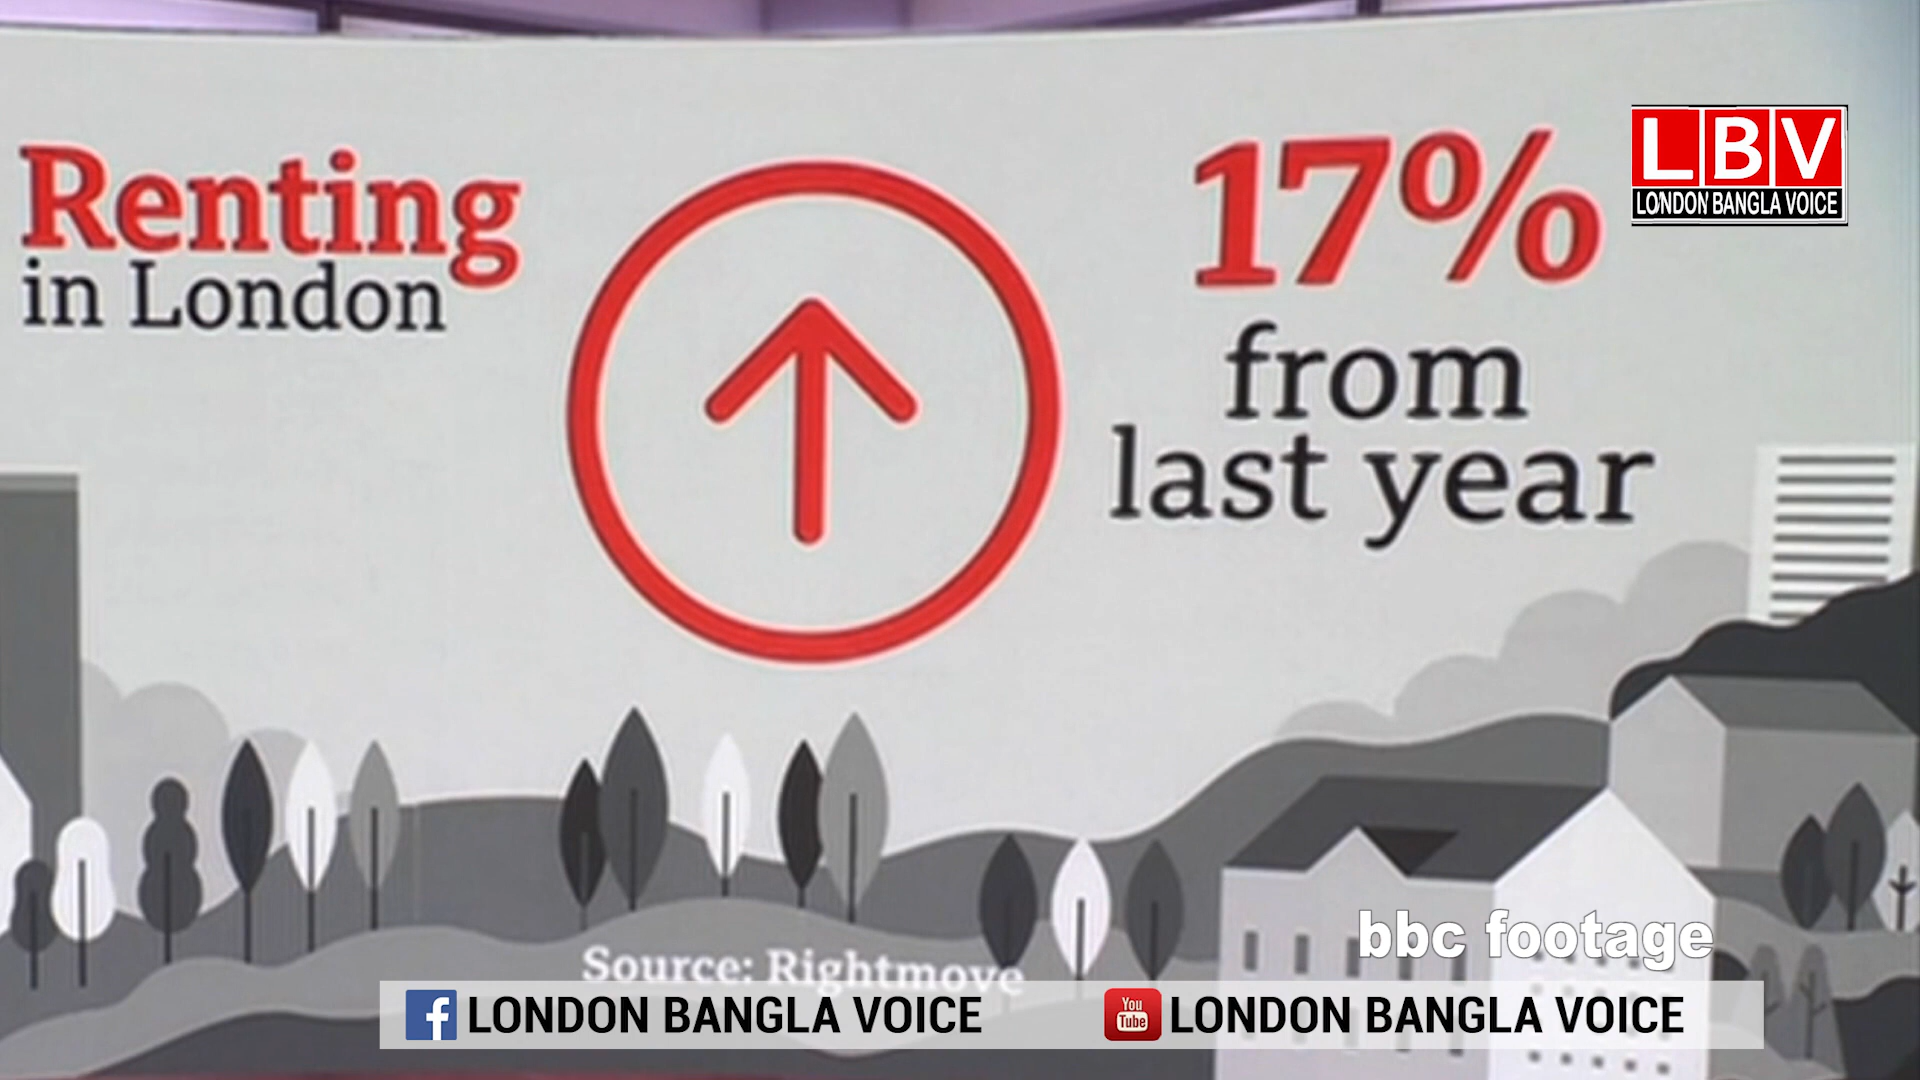 Renting
in London
17%
from
last year
LBV
LONDON BANGLA VOICE
bbc footage
Source: Rightmove
LONDON BANGLA VOICE
You
Tube
LONDON BANGLA VOICE